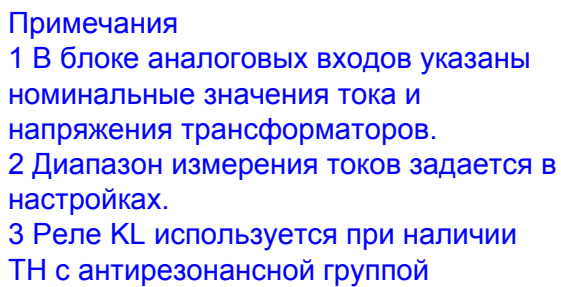 Примечания
1 В блоке аналоговых входов указаны
номинальные значения тока и
напряжения трансформаторов.
2 Диапазон измерения токов задается в
настройках.
3 Реле KL используется при наличии
ТН с антирезонансной группой